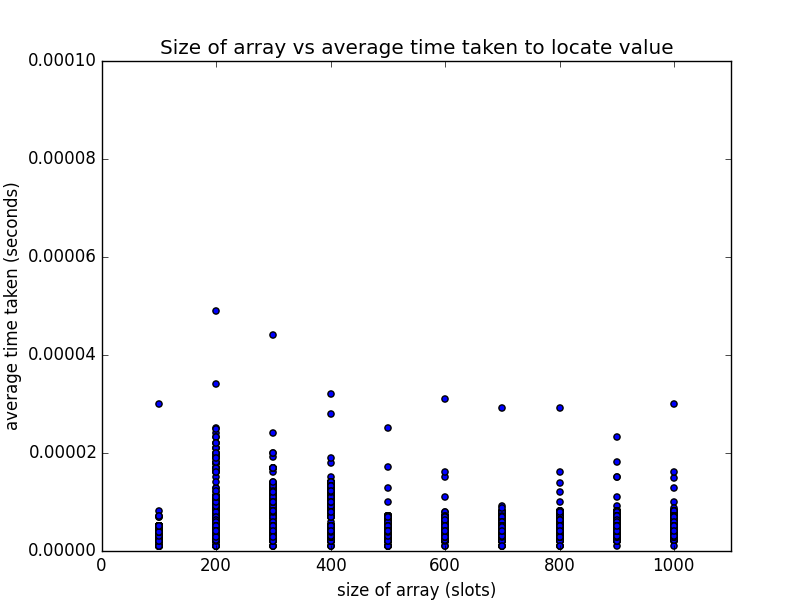 Size of array vs average time taken to locate value
0.00010
0.00008
0.00006
0.00004
0.00002
0.00000
average time taken (seconds)
0 200 400 600 800 1000
size of array (slots)